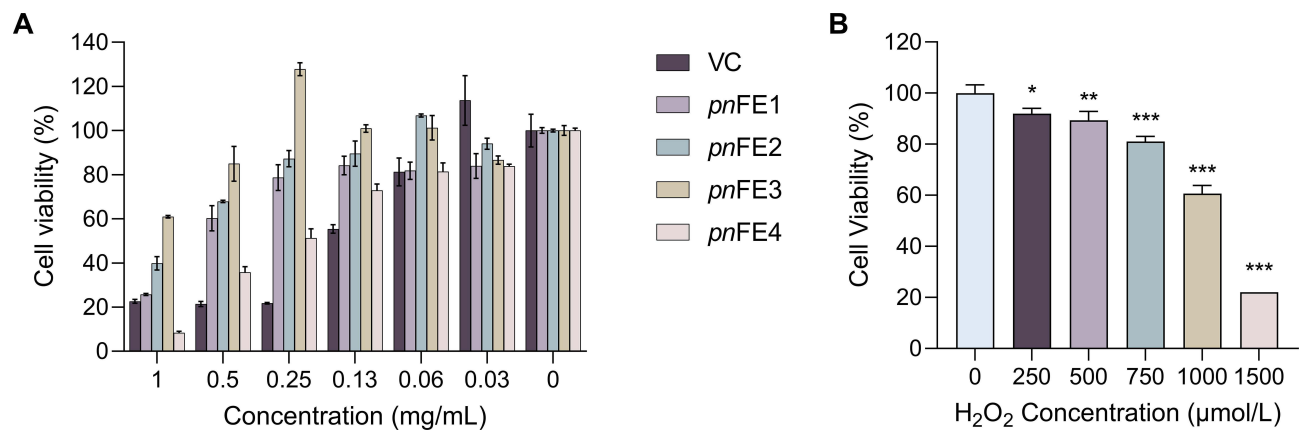 A
Cell viability (%)
140
120
100
80
60
40
20
0
1 0.5 0.25 0.13 0.06 0.03 0
Concentration (mg/mL)
VC
pnFE1
pnFE2
pnFE3
pnFE4
B
Cell Viability (%)
120
100
80
60
40
20
0
* ** *** *** ***
0 250 500 750 1000 1500
H₂O₂ Concentration (μmol/L)